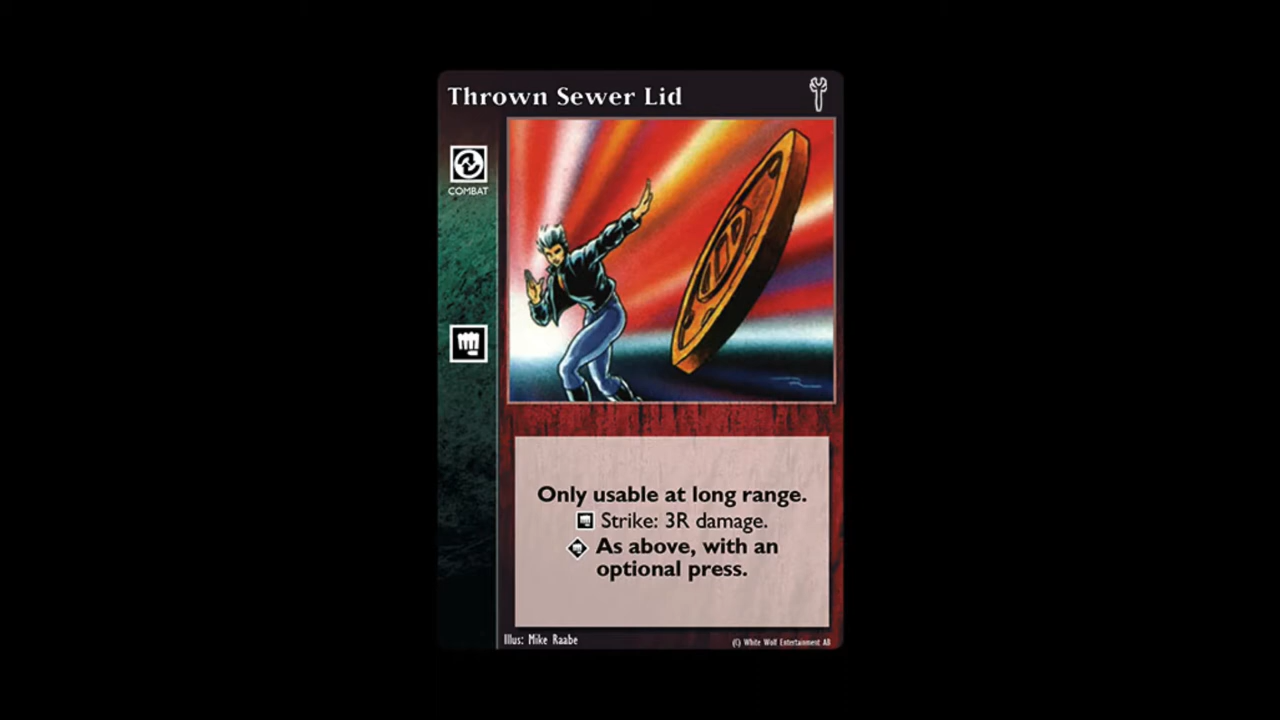 Thrown Sewer Lid
COMBAT
Only usable at long range.
Strike: 3R damage.
As above, with an
optional press.
Illus: Mike Raabe
(C) White Wolf Entertainment AB